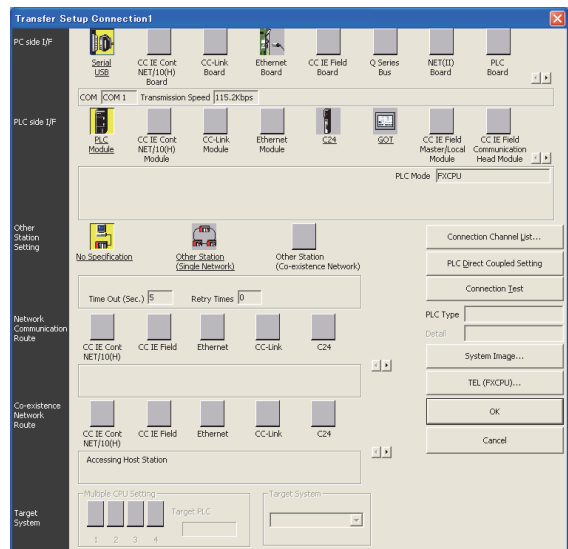 Transfer Setup Connection1
PC side I/F
Serial USB
CC IE Cont NET/10(H) Board
CC-Link Board
Ethernet Board
CC IE Field Board
Q Series Bus
NET(II) Board
PLC Board
COM COM 1 Transmission Speed 115.2Kbps
PLC side I/F
PLC Module
CC IE Cont NET/10(H) Module
CC-Link Module
Ethernet Module
C24
GOT
CC IE Field Master/Local Module
CC IE Field Communication Head Module
PLC Mode FXCPU
Other Station Setting
No Specification
Other Station (Single Network)
Other Station (Co-existence Network)
Time Out (Sec.) 5 Retry Times 0
Connection Channel List...
PLC Direct Coupled Setting
Connection Test
PLC Type
Detail
System Image...
TEL (FXCPU)...
OK
Cancel
Network Communication Route
CC IE Cont NET/10(H)
CC IE Field
Ethernet
CC-Link
C24
Co-existence Network Route
CC IE Cont NET/10(H)
CC IE Field
Ethernet
CC-Link
C24
Accessing Host Station
Target System
Multiple CPU Setting
1 2 3 4
Target PLC
Target System